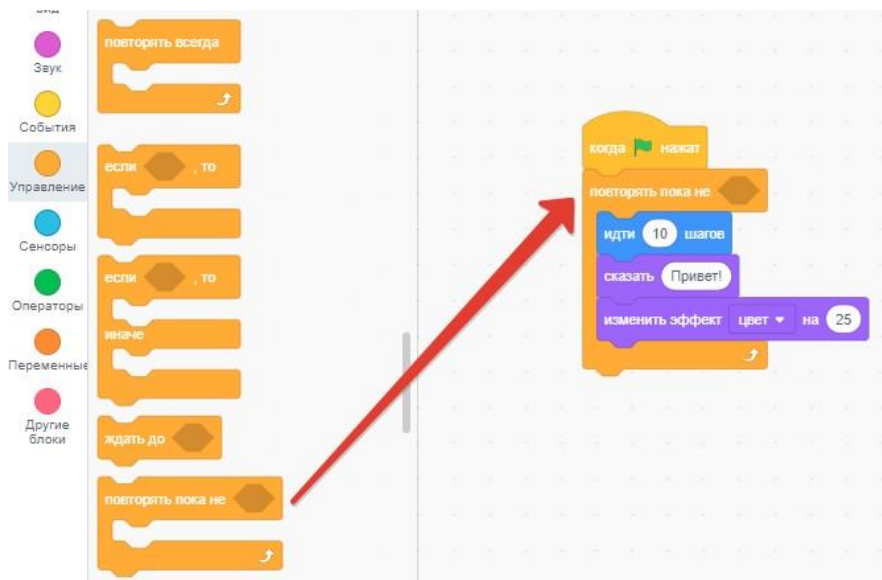 Звук
События
Управление
Сенсоры
Операторы
Переменные
Другие
блоки
повторять всегда
если , то
если , то
иначе
ждать до
повторять пока не
когда нажат
повторять пока не
идти 10 шагов
сказать Привет!
изменить эффект цвет на 25